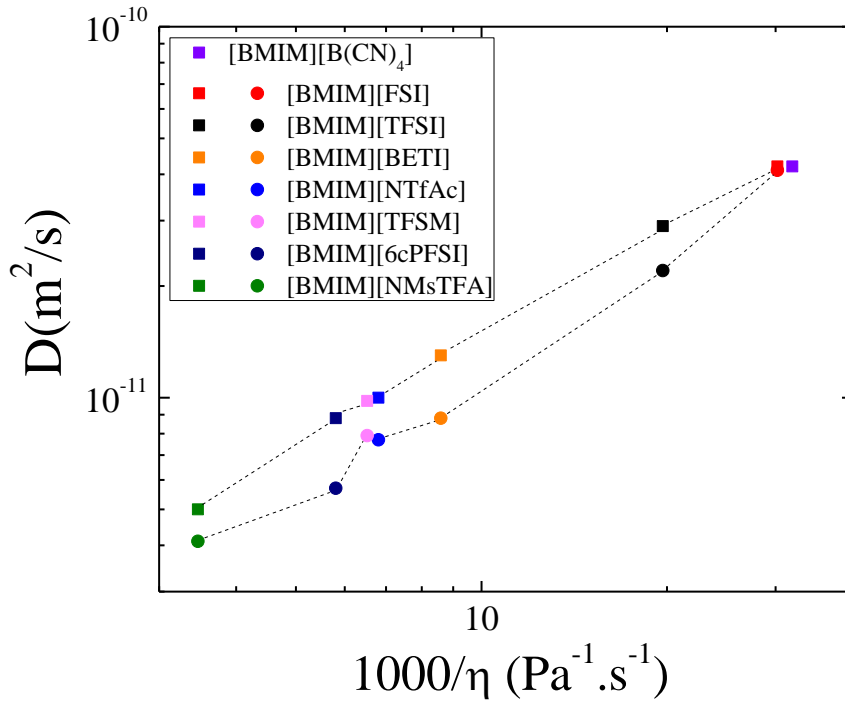 10⁻¹⁰
[BMIM][B(CN)₄]
[BMIM][FSI]
[BMIM][TFSI]
[BMIM][BETI]
[BMIM][NTfAc]
[BMIM][TFSM]
[BMIM][6cPFSI]
[BMIM][NMsTFA]
D(m²/s)
10⁻¹¹
10
1000/η (Pa⁻¹.s⁻¹)